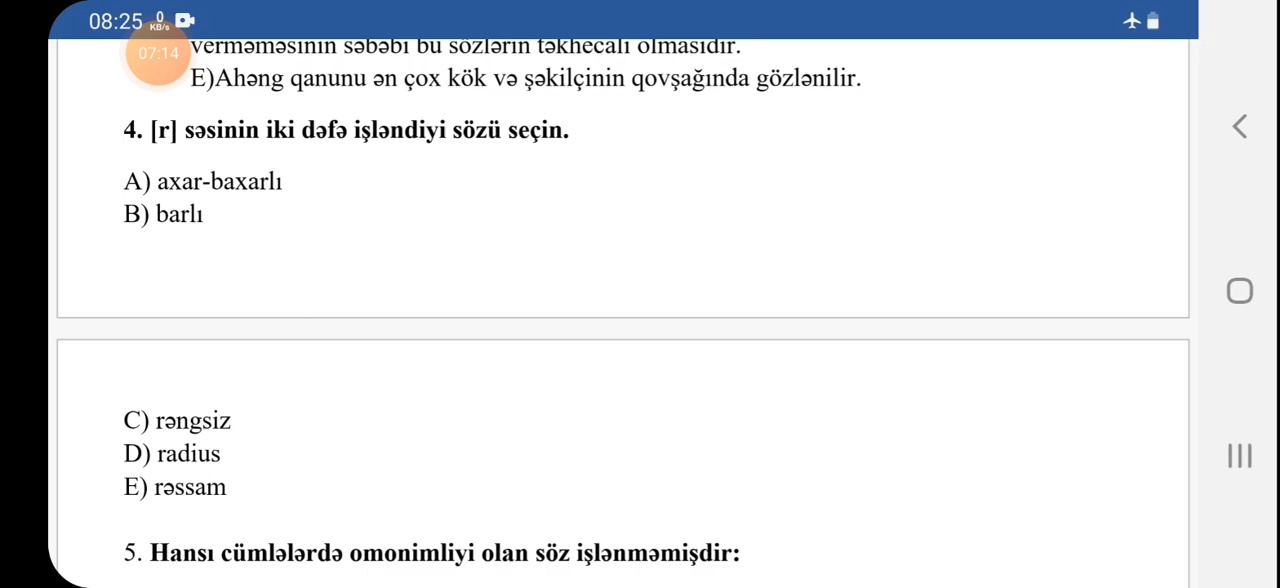 08:25 0 KB/s
07:14
verməməsinin səbəbi bu sözlərin təkhecalı olmasıdır.
E)Ahəng qanunu ən çox kök və şəkilçinin qovşağında gözlənilir.
4. [r] səsinin iki dəfə işləndiyi sözü seçin.
A) axar-baxarlı
B) barlı
C) rəngsiz
D) radius
E) rəssam
5. Hansı cümlələrdə omonimliyi olan söz işlənməmişdir: